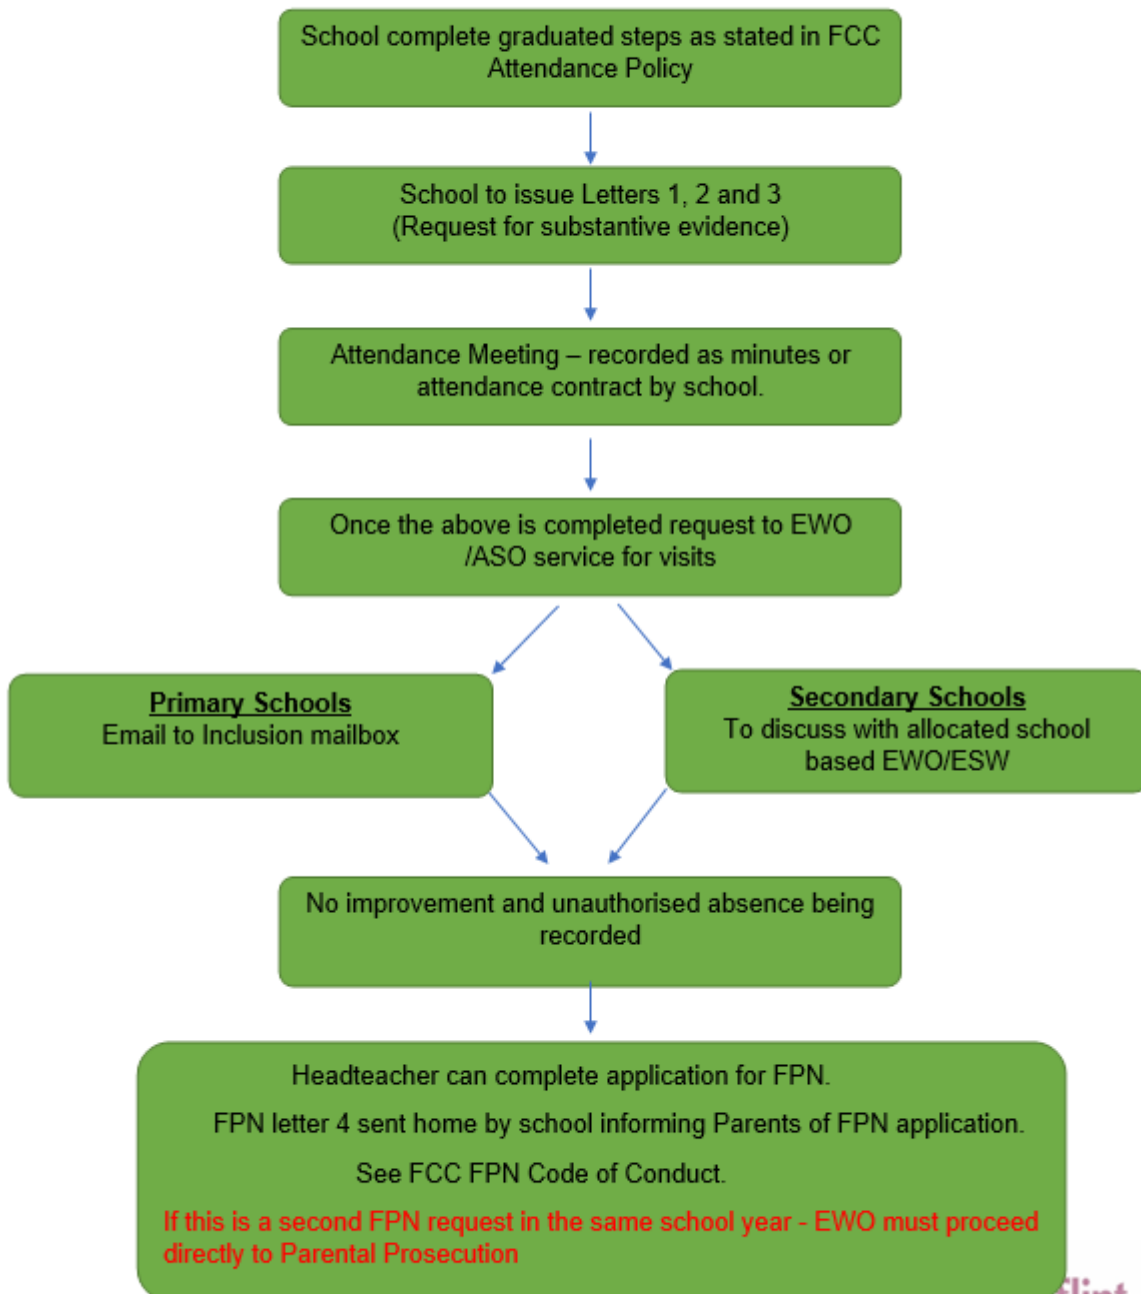 School complete graduated steps as stated in FCC
Attendance Policy
School to issue Letters 1, 2 and 3
(Request for substantive evidence)
Attendance Meeting – recorded as minutes or
attendance contract by school.
Once the above is completed request to EWO
/ASO service for visits
Primary Schools
Email to Inclusion mailbox
Secondary Schools
To discuss with allocated school
based EWO/ESW
No improvement and unauthorised absence being
recorded
Headteacher can complete application for FPN.
FPN letter 4 sent home by school informing Parents of FPN application.
See FCC FPN Code of Conduct.
If this is a second FPN request in the same school year - EWO must proceed
directly to Parental Prosecution